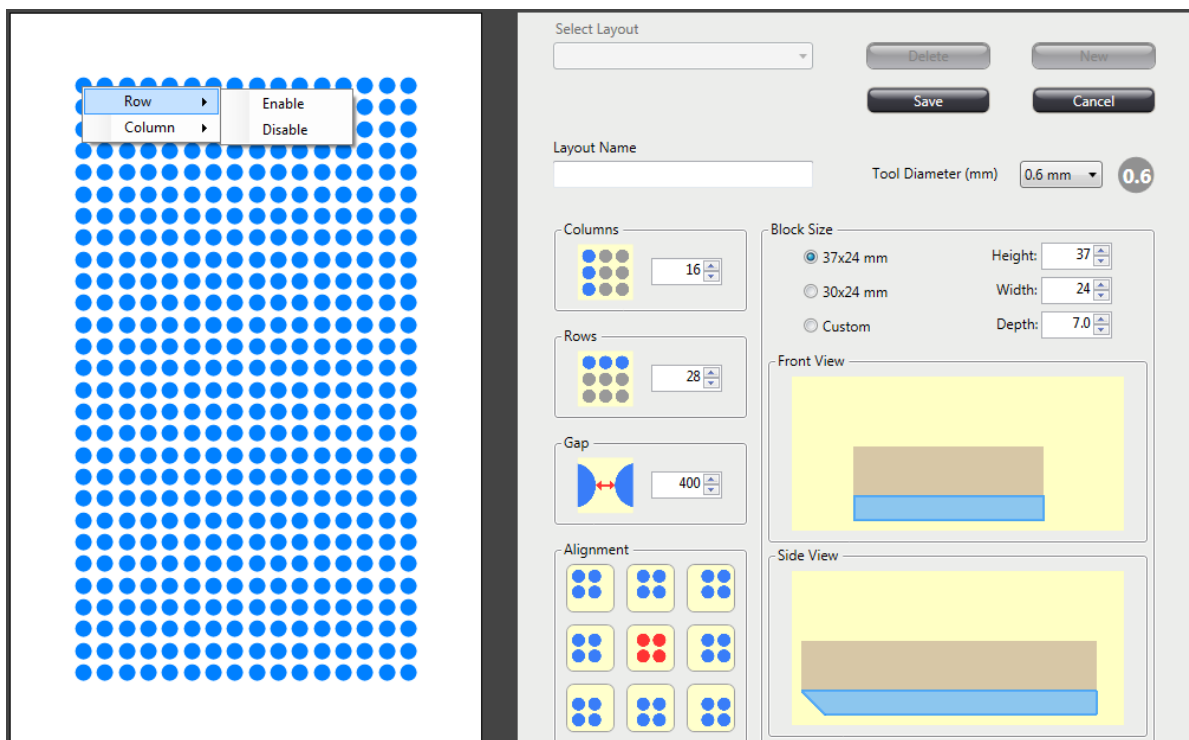 Select Layout
Delete
New
Save
Cancel
Row
Column
Enable
Disable
Layout Name
Tool Diameter (mm)
0.6 mm
0.6
Columns
16
Rows
28
Gap
400
Alignment
Block Size
37x24 mm
30x24 mm
Custom
Height: 37
Width: 24
Depth: 7.0
Front View
Side View